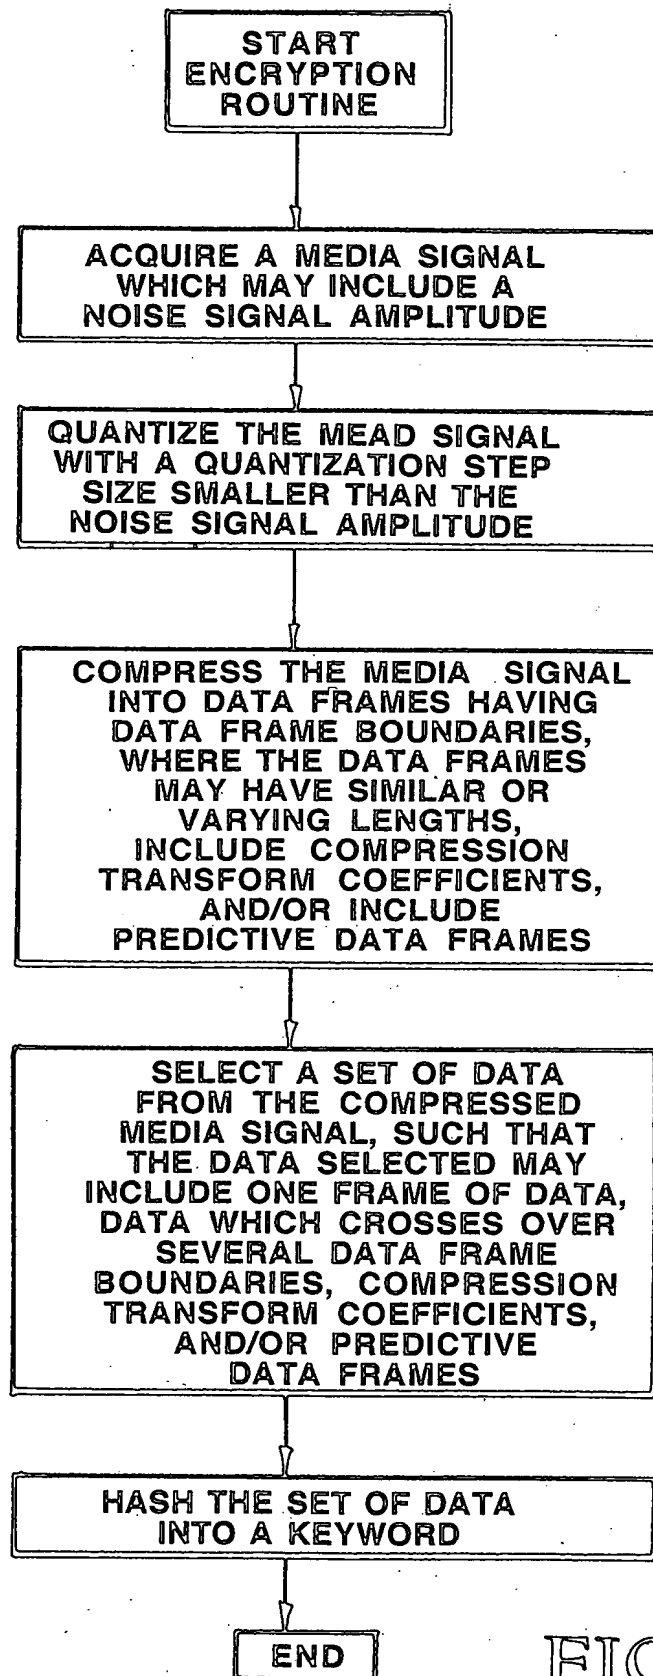 START
ENCRYPTION
ROUTINE
ACQUIRE A MEDIA SIGNAL
WHICH MAY INCLUDE A
NOISE SIGNAL AMPLITUDE
QUANTIZE THE MEAD SIGNAL
WITH A QUANTIZATION STEP
SIZE SMALLER THAN THE
NOISE SIGNAL AMPLITUDE
COMPRESS THE MEDIA SIGNAL
INTO DATA FRAMES HAVING
DATA FRAME BOUNDARIES,
WHERE THE DATA FRAMES
MAY HAVE SIMILAR OR
VARYING LENGTHS,
INCLUDE COMPRESSION
TRANSFORM COEFFICIENTS,
AND/OR INCLUDE
PREDICTIVE DATA FRAMES
SELECT A SET OF DATA
FROM THE COMPRESSED
MEDIA SIGNAL, SUCH THAT
THE DATA SELECTED MAY
INCLUDE ONE FRAME OF DATA,
DATA WHICH CROSSES OVER
SEVERAL DATA FRAME
BOUNDARIES, COMPRESSION
TRANSFORM COEFFICIENTS,
AND/OR PREDICTIVE
DATA FRAMES
HASH THE SET OF DATA
INTO A KEYWORD
END